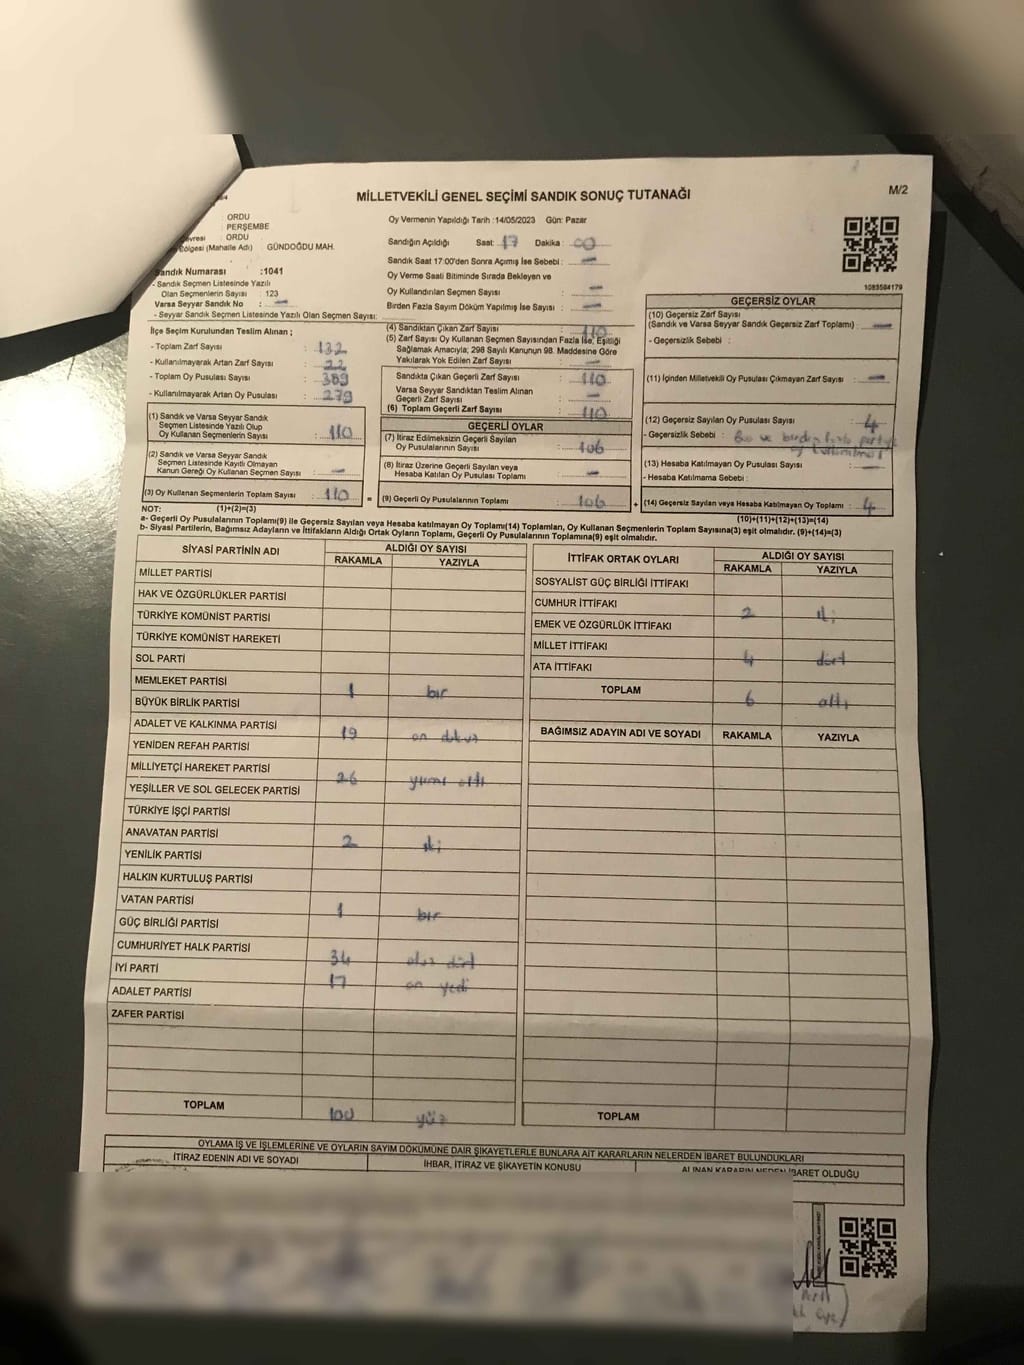 MİLLETVEKİLİ GENEL SEÇİMİ SANDIK SONUÇ TUTANAĞI
M/2
ORDU
PERŞEMBE
ORDU
(Mahalle Adı) GÜNDOĞDU MAH.
Sandık Numarası :1041
- Sandık Seçmen Listesinde Yazılı
Olan Seçmenlerin Sayısı : 123
Varsa Seyyar Sandık No : —
- Seyyar Sandık Seçmen Listesinde Yazılı Olan Seçmen Sayısı:
Oy Vermenin Yapıldığı Tarih :14/05/2023 Gün: Pazar
Sandığın Açıldığı Saat: 17 Dakika : 00
Sandık Saat 17:00'den Sonra Açımış İse Sebebi : —
Oy Verme Saati Bitiminde Sırada Bekleyen ve
Oy Kullandırılan Seçmen Sayısı : —
Birden Fazla Sayım Döküm Yapılmış İse Sayısı : —
1083584179
İlçe Seçim Kurulundan Teslim Alınan ;
- Toplam Zarf Sayısı : 132
- Kullanılmayarak Artan Zarf Sayısı : 22
- Toplam Oy Pusulası Sayısı : 389
- Kullanılmayarak Artan Oy Pusulası : 279
(1) Sandık ve Varsa Seyyar Sandık
Seçmen Listesinde Yazılı Olup
Oy Kullanan Seçmenlerin Sayısı : 110
(2) Sandık ve Varsa Seyyar Sandık
Seçmen Listesinde Kayıtlı Olmayan
Kanun Gereği Oy Kullanan Seçmen Sayısı : —
(3) Oy Kullanan Seçmenlerin Toplam Sayısı : 110
(1)+(2)=(3)
(4) Sandıktan Çıkan Zarf Sayısı : 110
(5) Zarf Sayısı Oy Kullanan Seçmen Sayısından Fazla İse, Eşitliği
Sağlamak Amacıyla; 298 Sayılı Kanunun 98. Maddesine Göre
Yakılarak Yok Edilen Zarf Sayısı : —
Sandıkta Çıkan Geçerli Zarf Sayısı : 110
Varsa Seyyar Sandıktan Teslim Alınan
Geçerli Zarf Sayısı : —
(6) Toplam Geçerli Zarf Sayısı : 110
GEÇERLİ OYLAR
(7) İtiraz Edilmeksizin Geçerli Sayılan
Oy Pusulalarının Sayısı : 106
(8) İtiraz Üzerine Geçerli Sayılan veya
Hesaba Katılan Oy Pusulası Toplamı : —
= (9) Geçerli Oy Pusulalarının Toplamı : 106
GEÇERSİZ OYLAR
(10) Geçersiz Zarf Sayısı
(Sandık ve Varsa Seyyar Sandık Geçersiz Zarf Toplamı) : —
- Geçersizlik Sebebi :
(11) İçinden Milletvekili Oy Pusulası Çıkmayan Zarf Sayısı : —
(12) Geçersiz Sayılan Oy Pusulası Sayısı : 4
- Geçersizlik Sebebi : Boş ve birden fazla partiye
oy
(13) Hesaba Katılmayan Oy Pusulası Sayısı : —
- Hesaba Katılmama Sebebi :
+ (14) Geçersiz Sayılan veya Hesaba Katılmayan Oy Toplamı : 4
(10)+(11)+(12)+(13)=(14)
NOT:
a- Geçerli Oy Pusulalarının Toplamı(9) ile Geçersiz Sayılan veya Hesaba katılmayan Oy Toplamı(14) Toplamları, Oy Kullanan Seçmenlerin Toplam Sayısına(3) eşit olmalıdır. (9)+(14)=(3)
b- Siyasi Partilerin, Bağımsız Adayların ve İttifakların Aldığı Ortak Oyların Toplamı, Geçerli Oy Pusulalarının Toplamına(9) eşit olmalıdır.
SİYASİ PARTİNİN ADI ALDIĞI OY SAYISI
RAKAMLA YAZIYLA
MİLLET PARTİSİ
HAK VE ÖZGÜRLÜKLER PARTİSİ
TÜRKİYE KOMÜNİST PARTİSİ
TÜRKİYE KOMÜNİST HAREKETİ
SOL PARTİ
MEMLEKET PARTİSİ 1 bir
BÜYÜK BİRLİK PARTİSİ
ADALET VE KALKINMA PARTİSİ 19 on dokuz
YENİDEN REFAH PARTİSİ
MİLLİYETÇİ HAREKET PARTİSİ 26 yirmi altı
YEŞİLLER VE SOL GELECEK PARTİSİ
TÜRKİYE İŞÇİ PARTİSİ
ANAVATAN PARTİSİ 2 iki
YENİLİK PARTİSİ
HALKIN KURTULUŞ PARTİSİ
VATAN PARTİSİ 1 bir
GÜÇ BİRLİĞİ PARTİSİ
CUMHURİYET HALK PARTİSİ 34 otuz dört
İYİ PARTİ 17 on yedi
ADALET PARTİSİ
ZAFER PARTİSİ
TOPLAM 100 yüz
İTTİFAK ORTAK OYLARI ALDIĞI OY SAYISI
RAKAMLA YAZIYLA
SOSYALİST GÜÇ BİRLİĞİ İTTİFAKI
CUMHUR İTTİFAKI 2 iki
EMEK VE ÖZGÜRLÜK İTTİFAKI
MİLLET İTTİFAKI 4 dört
ATA İTTİFAKI
TOPLAM 6 altı
BAĞIMSIZ ADAYIN ADI VE SOYADI RAKAMLA YAZIYLA
TOPLAM
OYLAMA İŞ VE İŞLEMLERİNE VE OYLARIN SAYIM DÖKÜMÜNE DAİR ŞİKAYETLERLE BUNLARA AİT KARARLARIN NELERDEN İBARET BULUNDUKLARI
İTİRAZ EDENİN ADI VE SOYADI İHBAR, İTİRAZ VE ŞİKAYETİN KONUSU ALINAN KARARIN NEDEN İBARET OLDUĞU